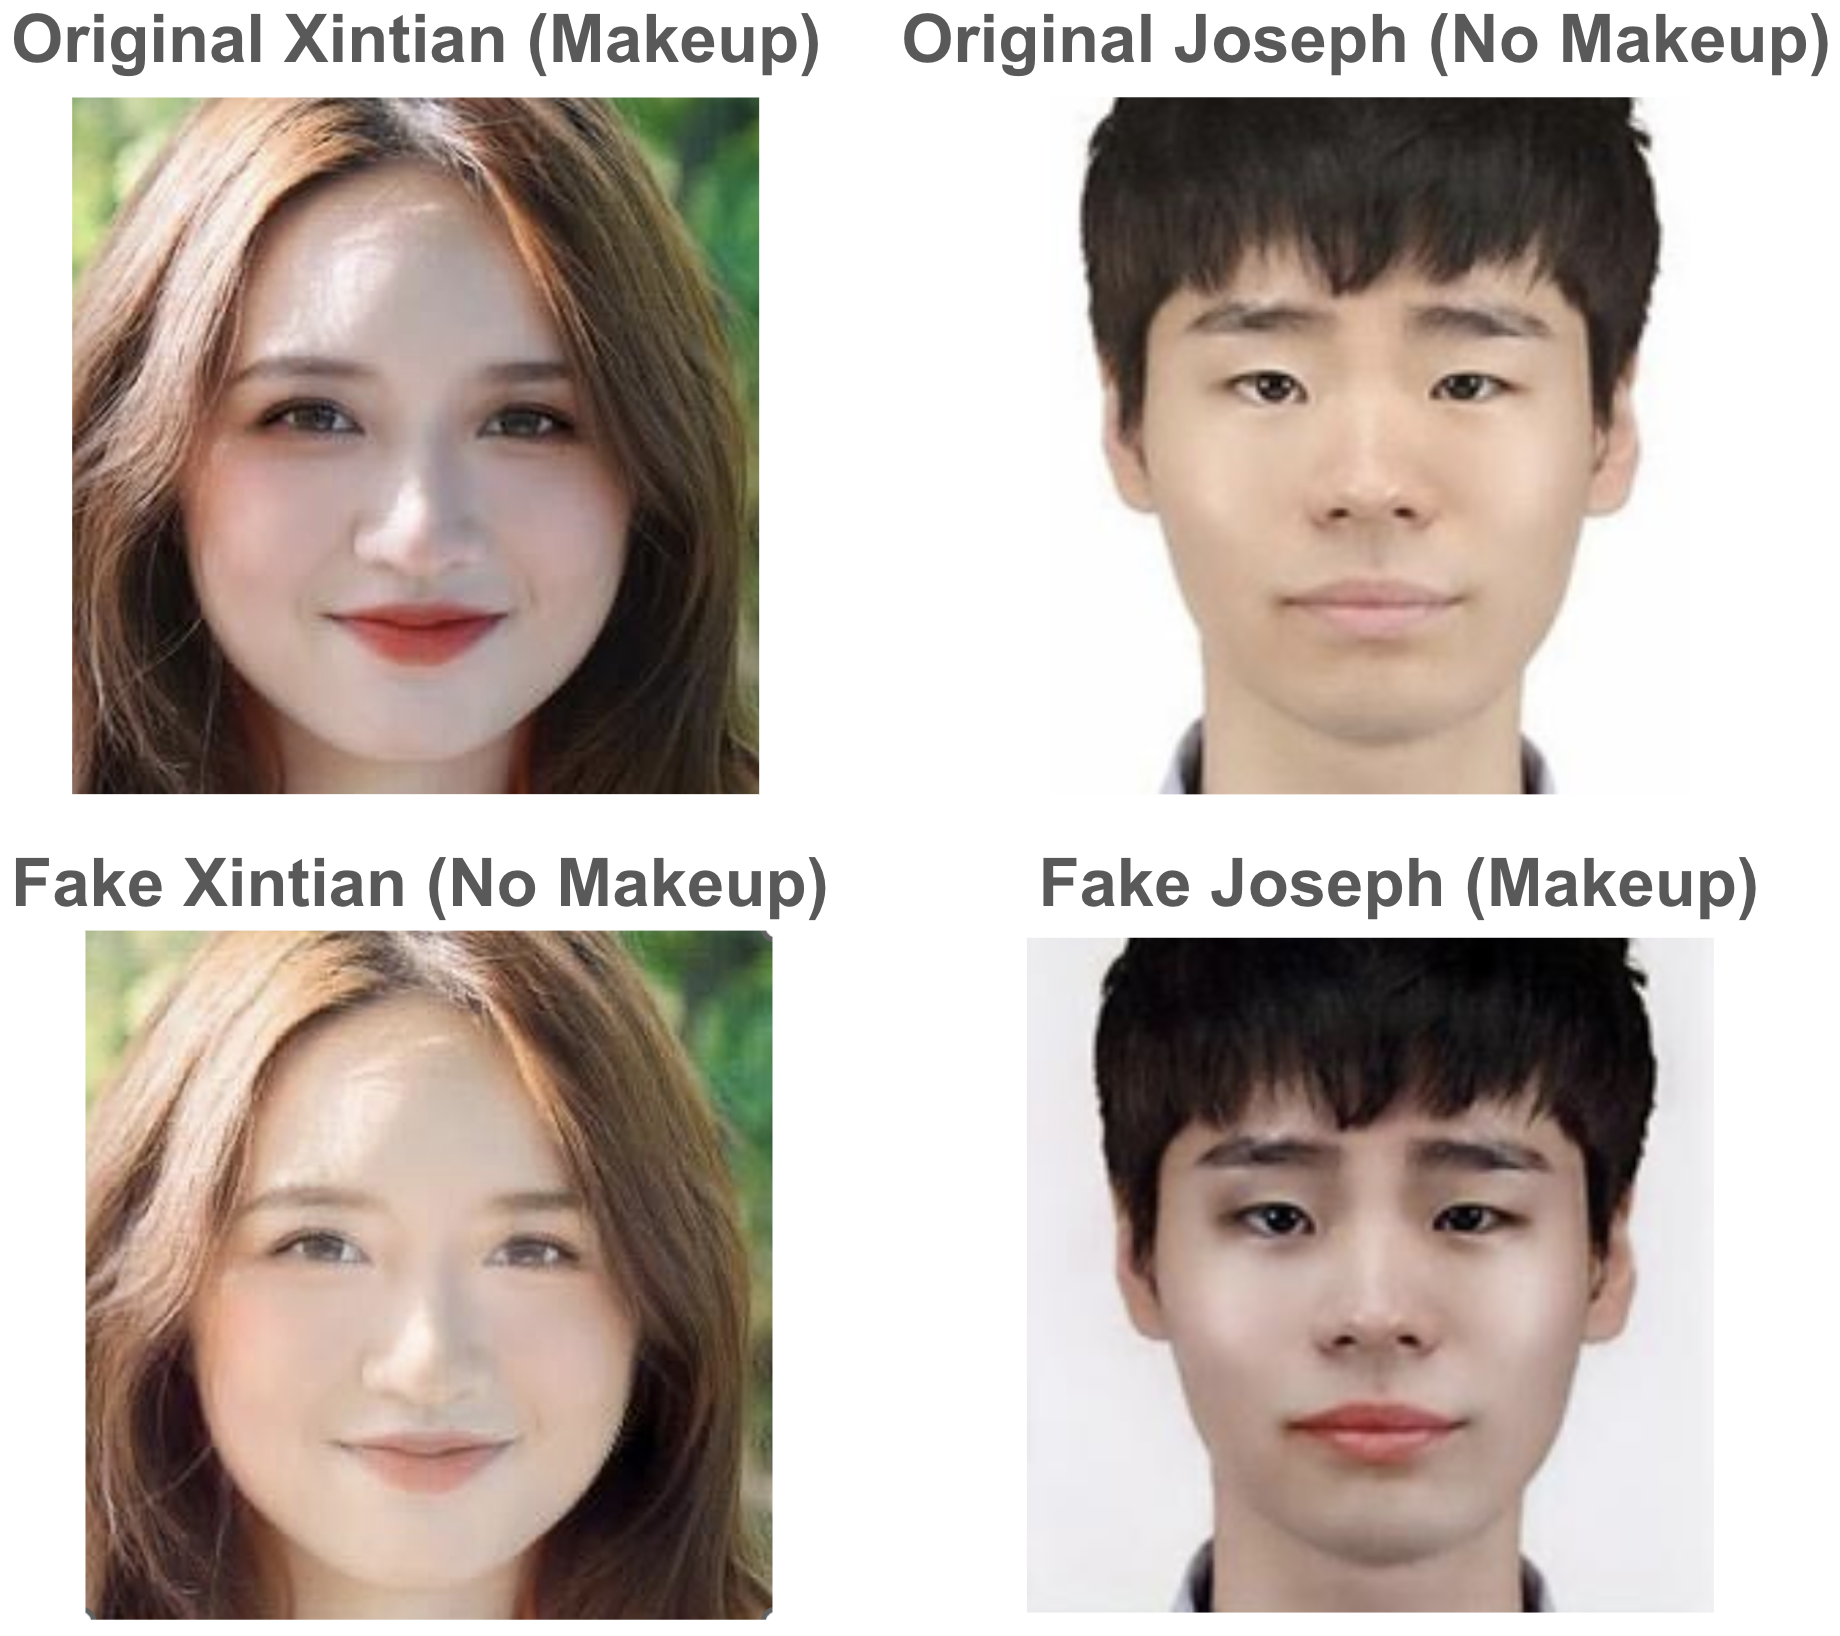 Original Xintian (Makeup)
Original Joseph (No Makeup)
Fake Xintian (No Makeup)
Fake Joseph (Makeup)